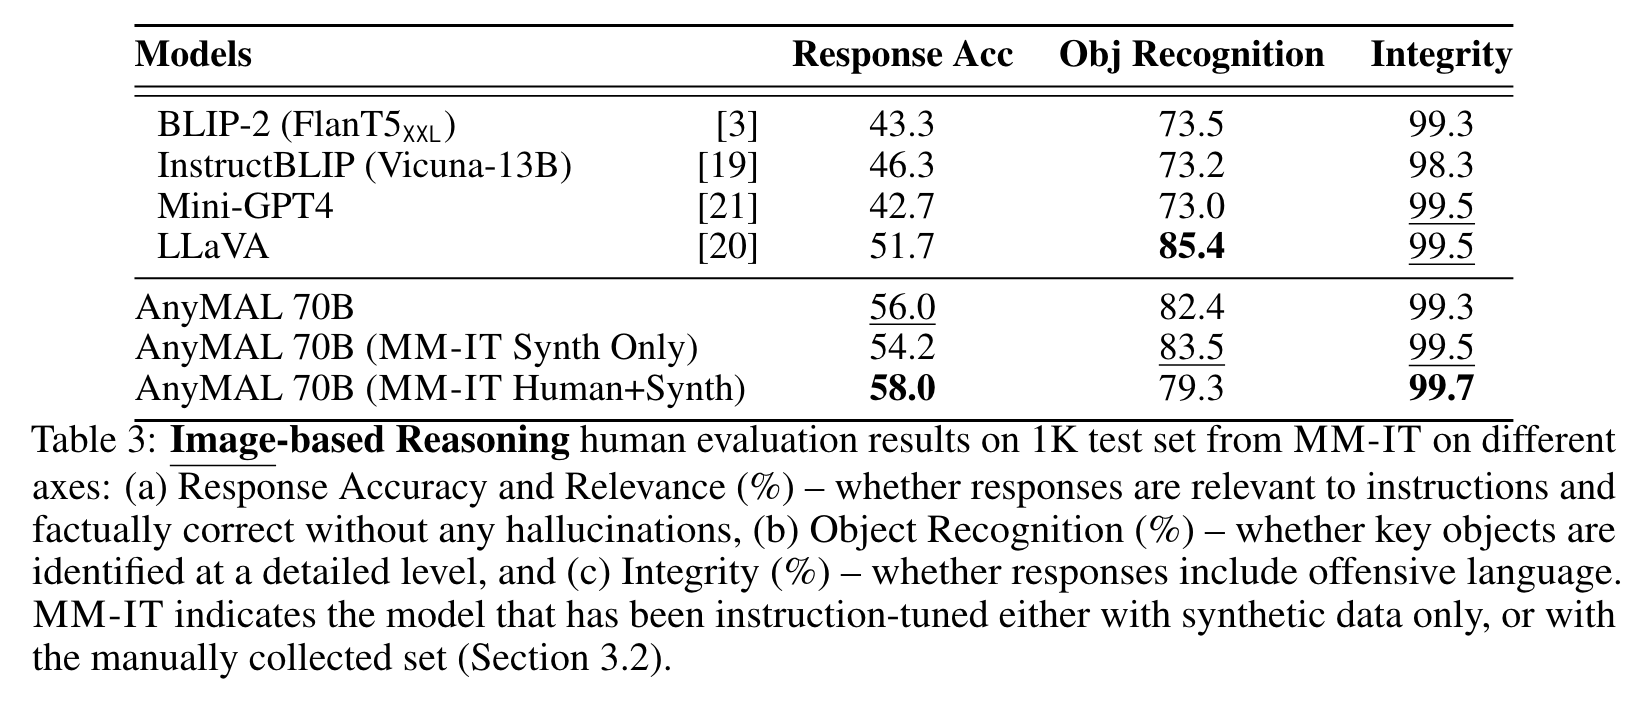 Models Response Acc Obj Recognition Integrity
BLIP-2 (FlanT5XXL) [3] 43.3 73.5 99.3
InstructBLIP (Vicuna-13B) [19] 46.3 73.2 98.3
Mini-GPT4 [21] 42.7 73.0 99.5
LLaVA [20] 51.7 85.4 99.5
AnyMAL 70B 56.0 82.4 99.3
AnyMAL 70B (MM-IT Synth Only) 54.2 83.5 99.5
AnyMAL 70B (MM-IT Human+Synth) 58.0 79.3 99.7
Table 3: Image-based Reasoning human evaluation results on 1K test set from MM-IT on different
axes: (a) Response Accuracy and Relevance (%) – whether responses are relevant to instructions and
factually correct without any hallucinations, (b) Object Recognition (%) – whether key objects are
identified at a detailed level, and (c) Integrity (%) – whether responses include offensive language.
MM-IT indicates the model that has been instruction-tuned either with synthetic data only, or with
the manually collected set (Section 3.2).